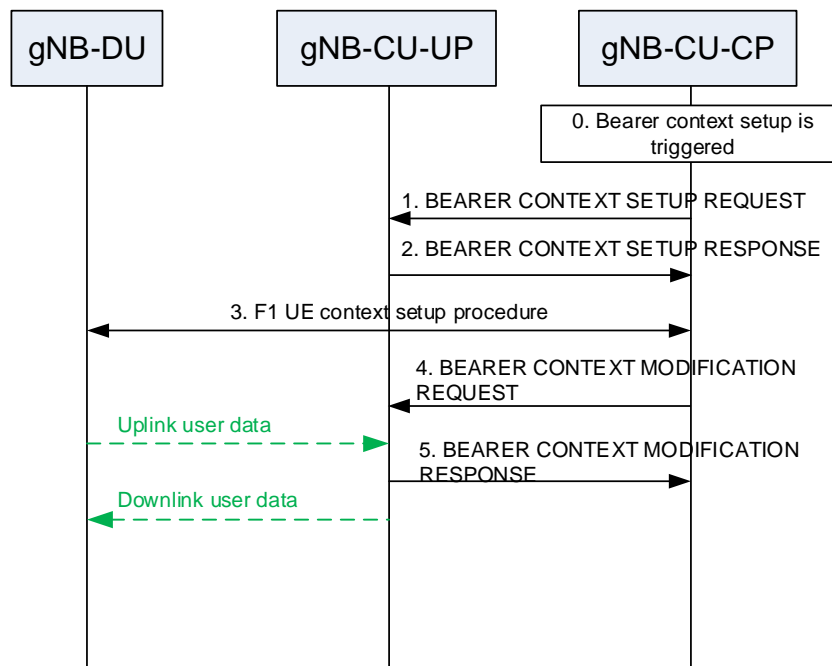 gNB-DU
gNB-CU-UP
gNB-CU-CP
0. Bearer context setup is
triggered
1. BEARER CONTEXT SETUP REQUEST
2. BEARER CONTEXT SETUP RESPONSE
3. F1 UE context setup procedure
4. BEARER CONTEXT MODIFICATION
REQUEST
Uplink user data
5. BEARER CONTEXT MODIFICATION
RESPONSE
Downlink user data